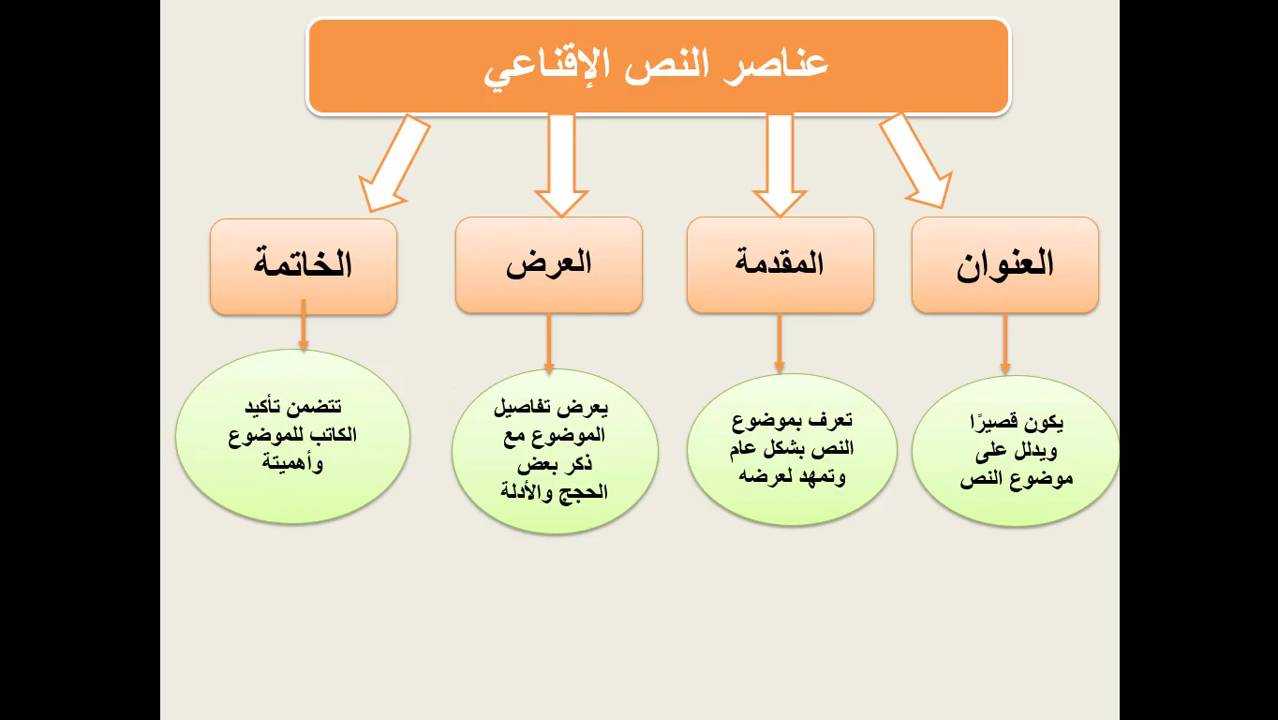 عناصر النص الإقناعي
العنوان
المقدمة
العرض
الخاتمة
يكون قصيرًا
ويدلل على
موضوع النص
تعرف بموضوع
النص بشكل عام
وتمهد لعرضه
يعرض تفاصيل
الموضوع مع
ذكر بعض
الحجج والأدلة
تتضمن تأكيد
الكاتب للموضوع
وأهميتة